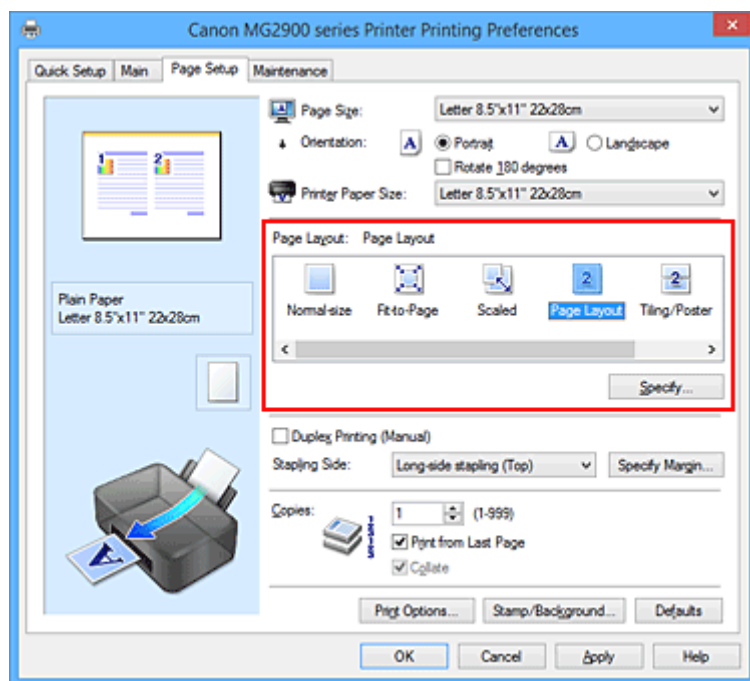 Canon MG2900 series Printer Printing Preferences
Quick Setup Main Page Setup Maintenance
1 2
Plain Paper
Letter 8.5"x11" 22x28cm
Page Size: Letter 8.5"x11" 22x28cm
Orientation: A Portrait A Landscape
Rotate 180 degrees
Printer Paper Size: Letter 8.5"x11" 22x28cm
Page Layout: Page Layout
2 2
Normal-size Fit-to-Page Scaled Page Layout Tiling/Poster
Specify...
Duplex Printing (Manual)
Stapling Side: Long-side stapling (Top) Specify Margin...
Copies: 1 (1-999)
Print from Last Page
Collate
A
Print Options... Stamp/Background... Defaults
OK Cancel Apply Help